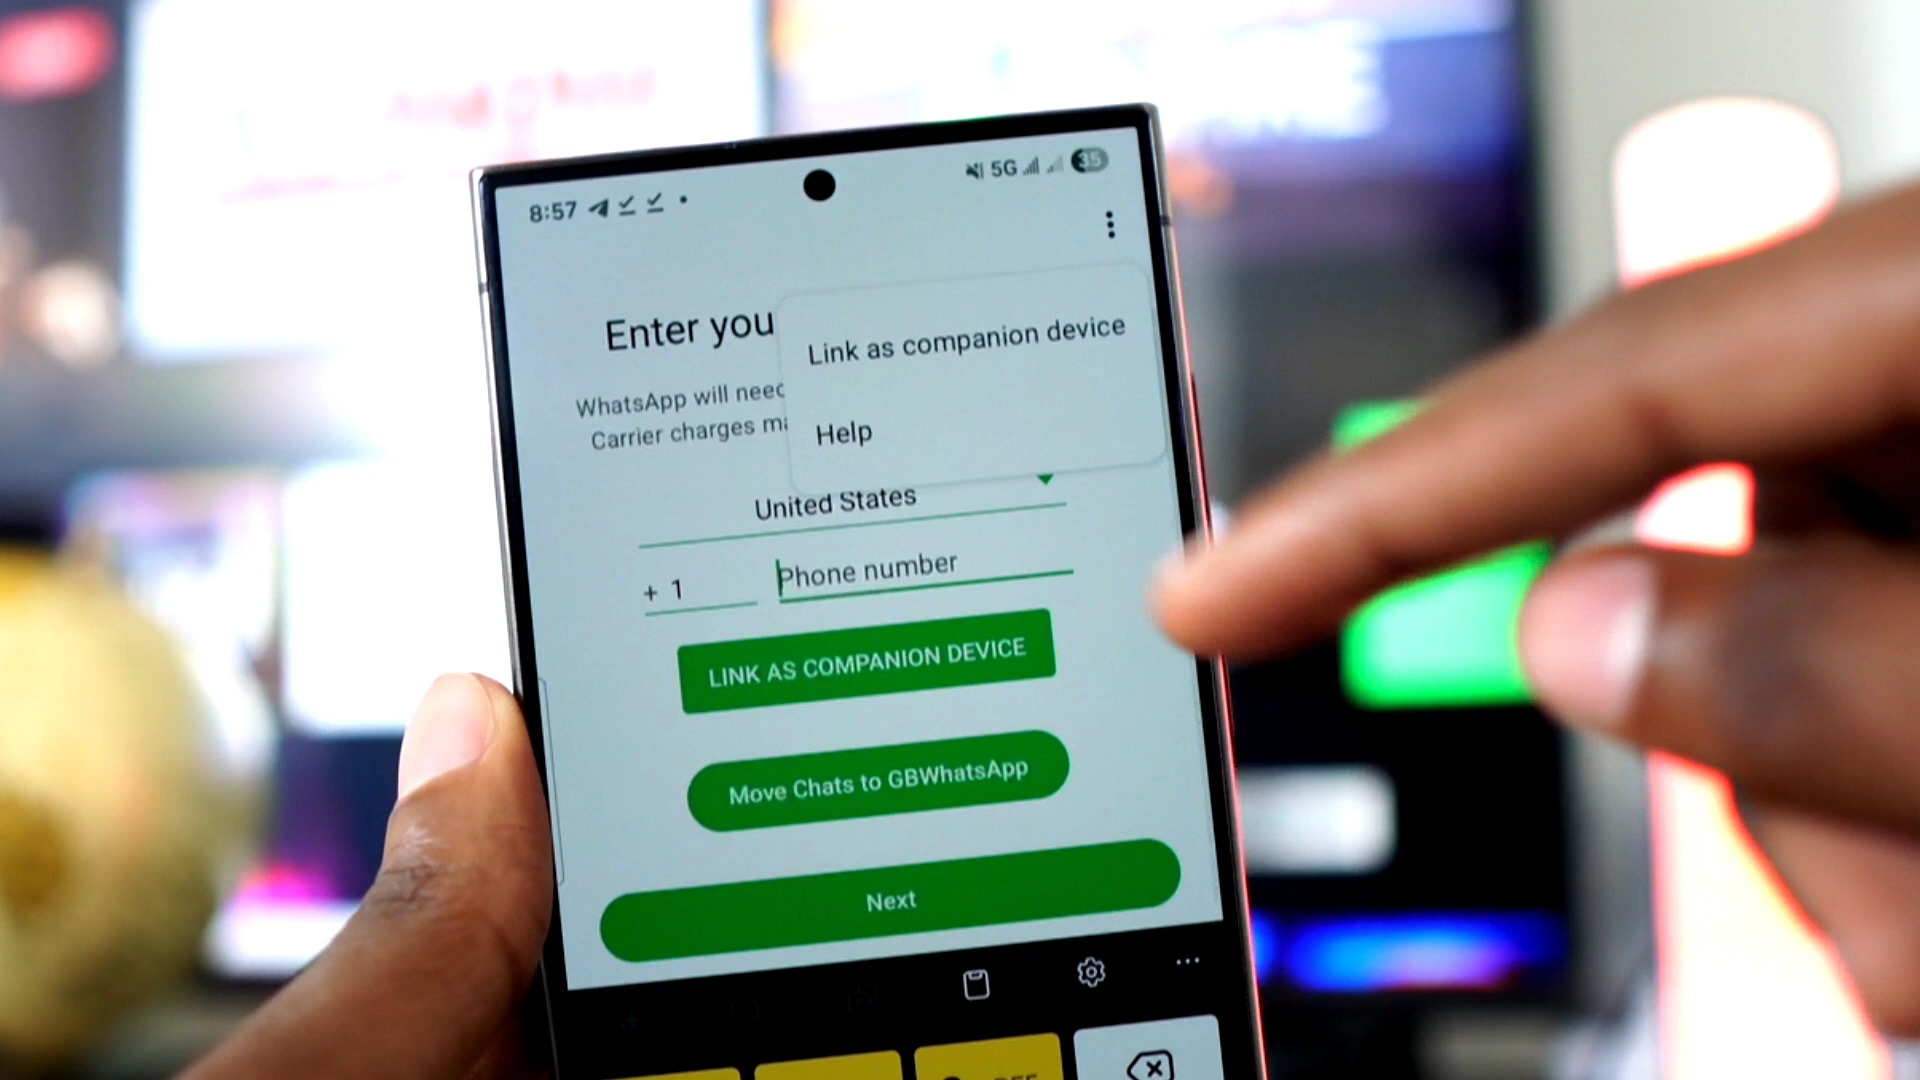 8:57
5G
35
Enter you
Link as companion device
WhatsApp will need
Carrier charges ma
Help
United States
+ 1
Phone number
LINK AS COMPANION DEVICE
Move Chats to GBWhatsApp
Next